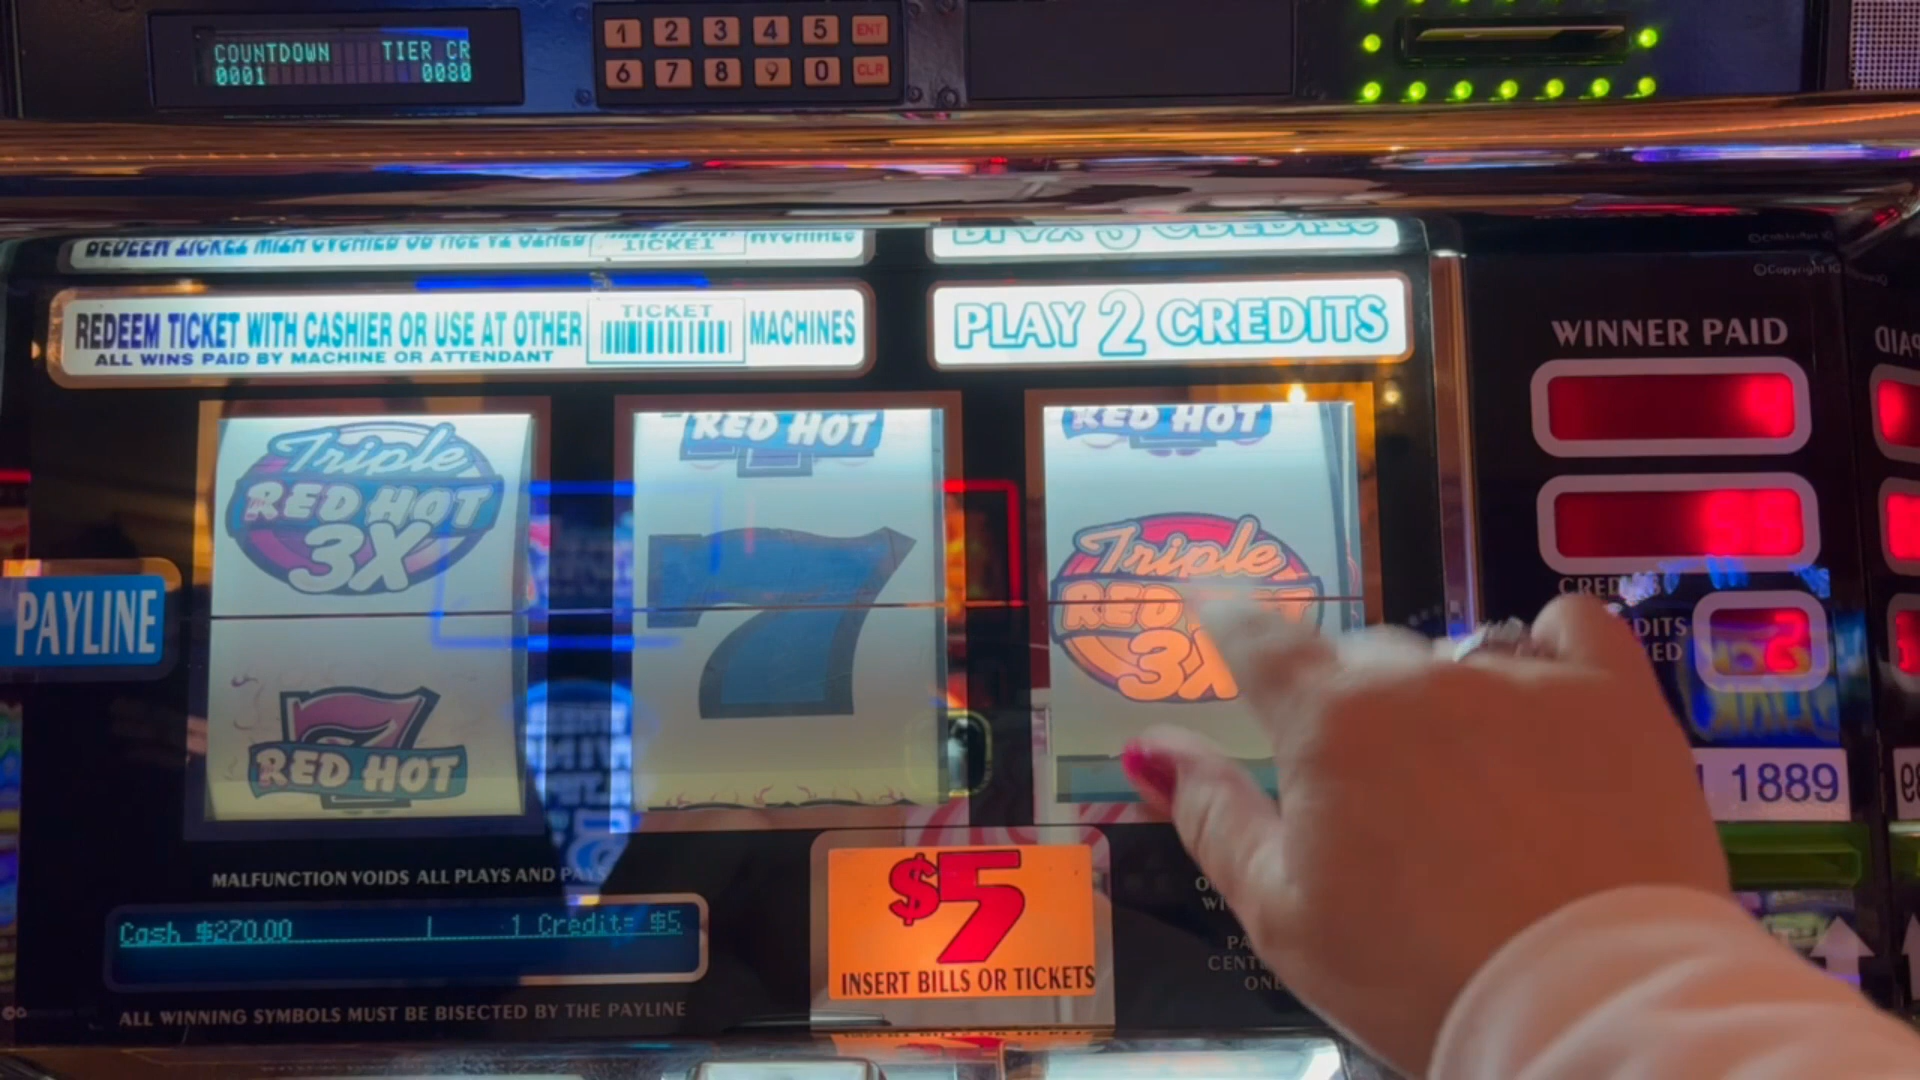 COUNTDOWN TIER CR
0001 0080
1 2 3 4 5 ENT
6 7 8 9 0 CLR
REDEEM TICKET WITH CASHIER OR USE AT OTHER TICKET MACHINES
ALL WINS PAID BY MACHINE OR ATTENDANT
PLAY 2 CREDITS
©Copyright
WINNER PAID
PAYLINE
Triple
RED HOT
3X
RED HOT
RED HOT
7
RED HOT
Triple
RED
3X
2
1889
MALFUNCTION VOIDS ALL PLAYS AND PAYS
Cash $270.00 | 1 Credit= $5
ALL WINNING SYMBOLS MUST BE BISECTED BY THE PAYLINE
$5
INSERT BILLS OR TICKETS